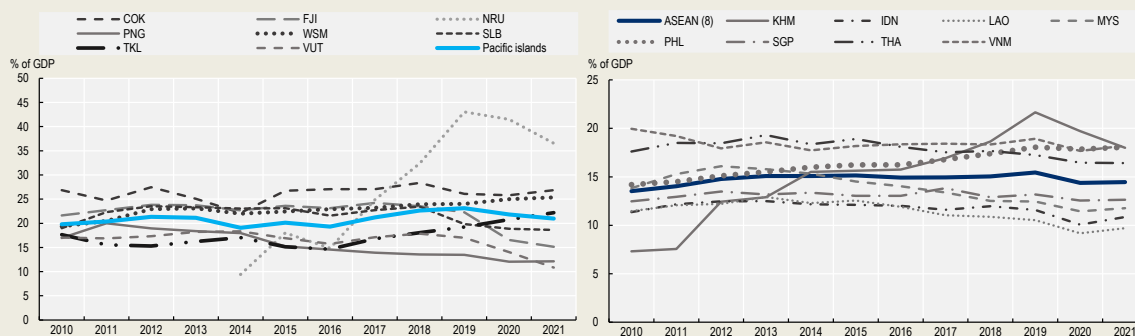 COK FJI NRU
PNG WSM SLB
TKL VUT Pacific islands
% of GDP
50
45
40
35
30
25
20
15
10
5
0
2010 2011 2012 2013 2014 2015 2016 2017 2018 2019 2020 2021
ASEAN (8) KHM IDN LAO MYS
PHL SGP THA VNM
% of GDP
25
20
15
10
5
0
2010 2011 2012 2013 2014 2015 2016 2017 2018 2019 2020 2021